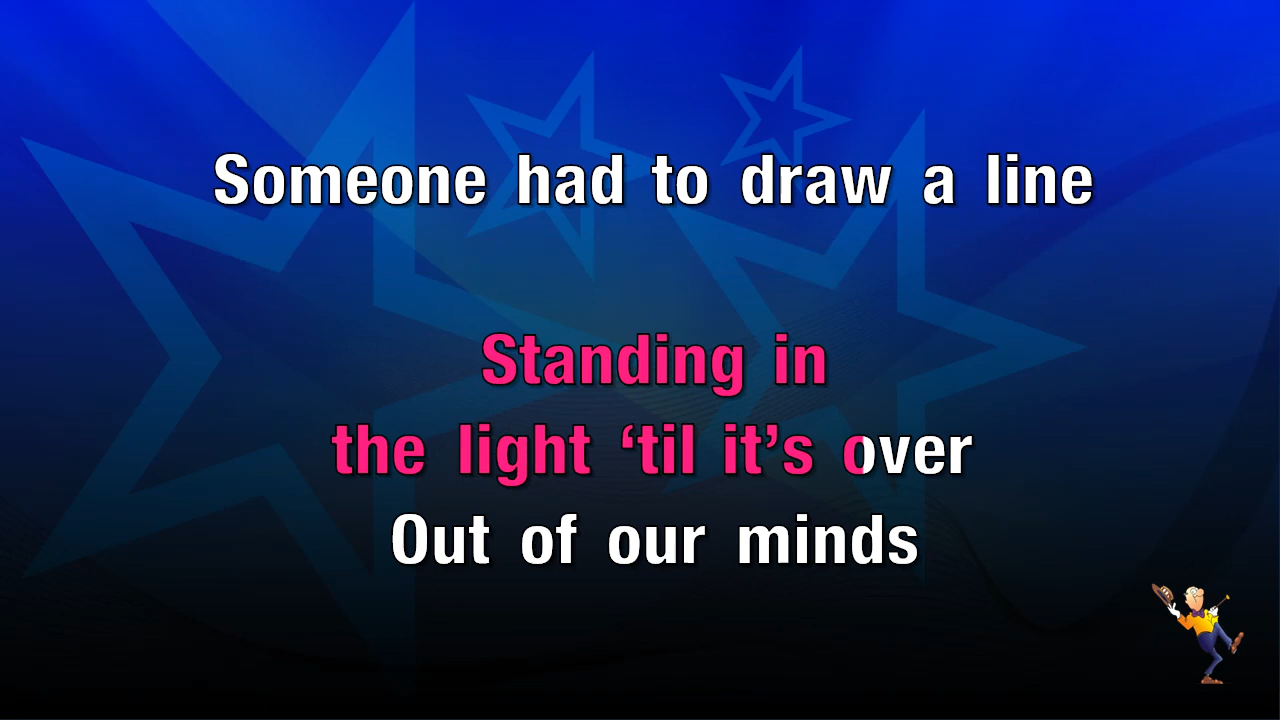 Someone had to draw a line
Standing in
the light ‘til it’s over
Out of our minds